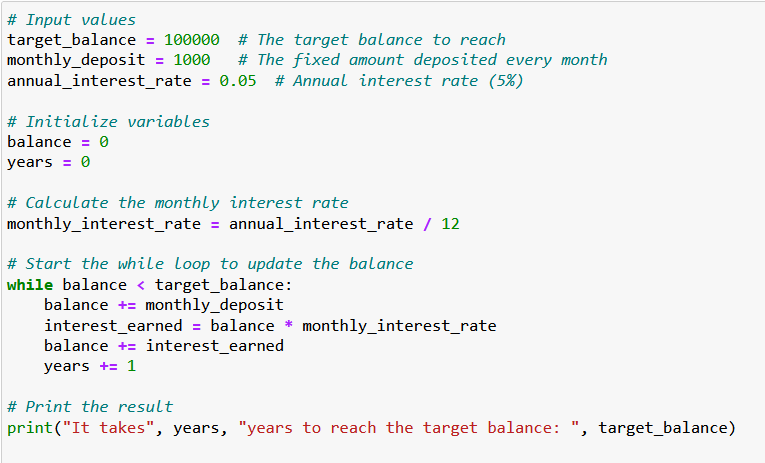 # Input values
target_balance = 100000  # The target balance to reach
monthly_deposit = 1000   # The fixed amount deposited every month
annual_interest_rate = 0.05  # Annual interest rate (5%)

# Initialize variables
balance = 0
years = 0

# Calculate the monthly interest rate
monthly_interest_rate = annual_interest_rate / 12

# Start the while loop to update the balance
while balance < target_balance:
    balance += monthly_deposit
    interest_earned = balance * monthly_interest_rate
    balance += interest_earned
    years += 1

# Print the result
print("It takes", years, "years to reach the target balance: ", target_balance)